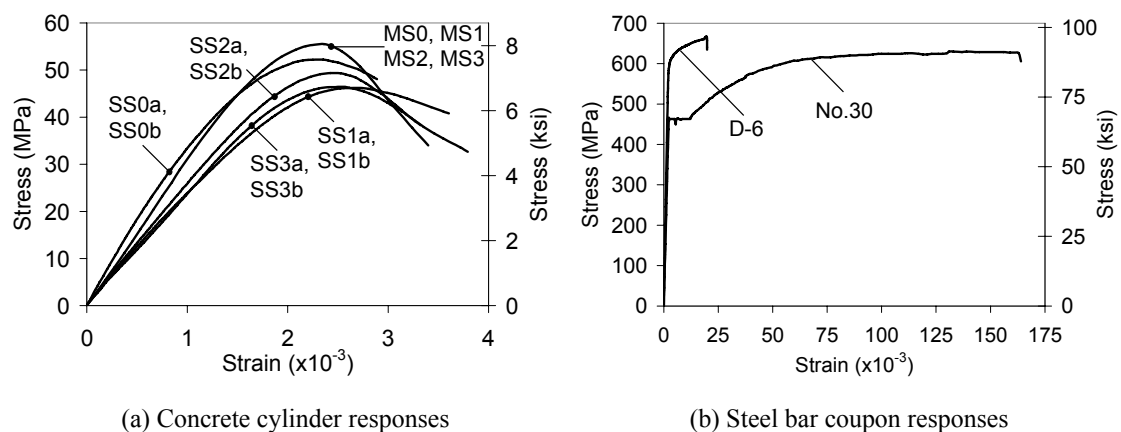 60
50
40
30
20
10
0
Stress (MPa)
0
1
2
3
4
Strain (x10-3)
8
6
4
2
0
Stress (ksi)
SS0a,
SS0b
SS2a,
SS2b
MS0, MS1
MS2, MS3
SS3a,
SS3b
SS1a,
SS1b
(a) Concrete cylinder responses
700
600
500
400
300
200
100
0
Stress (MPa)
0
25
50
75
100
125
150
175
Strain (x10-3)
100
75
50
25
0
Stress (ksi)
D-6
No.30
(b) Steel bar coupon responses